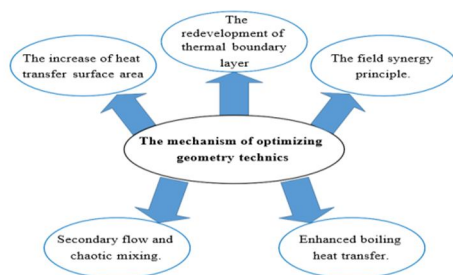 The
redevelopment of
thermal boundary
layer
The increase of heat
transfer surface area
The field synergy
principle.
The mechanism of optimizing
geometry technics
Secondary flow and
chaotic mixing.
Enhanced boiling
heat transfer.